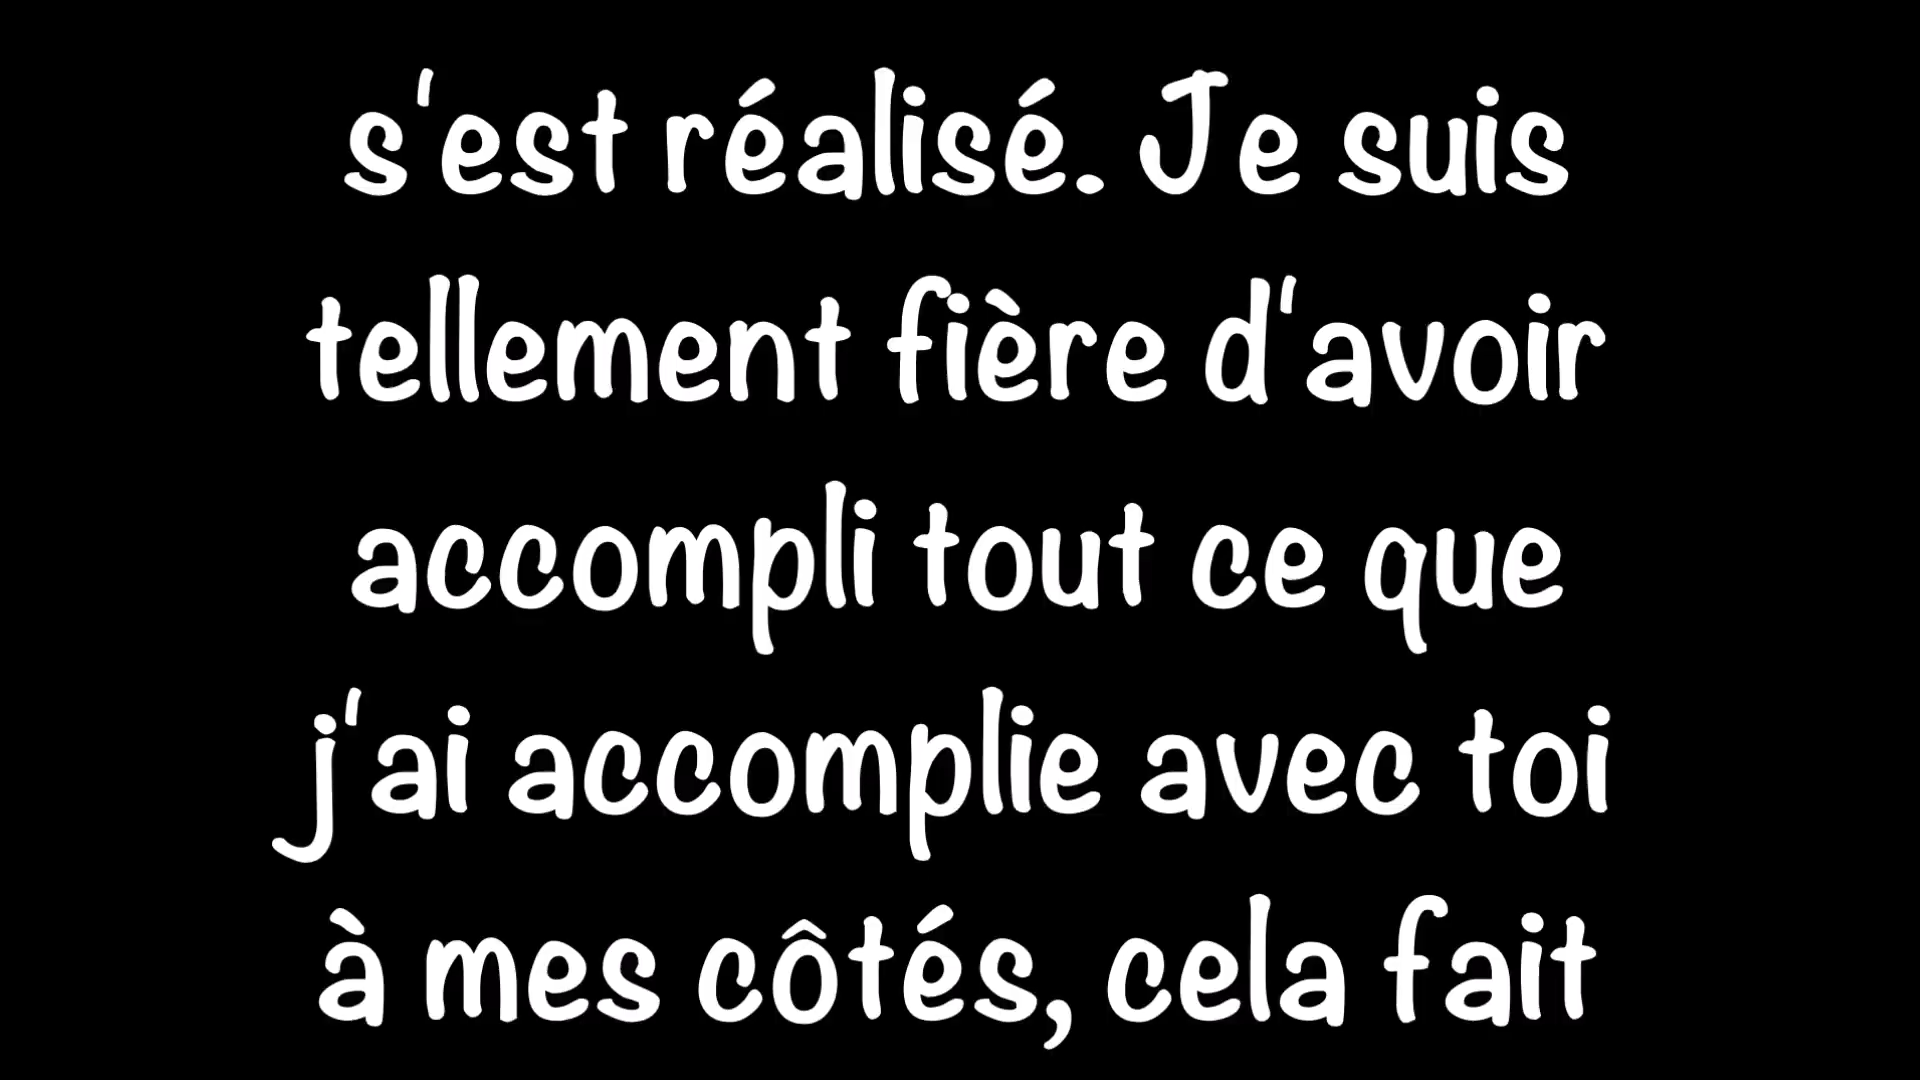 s'est réalisé. Je suis
tellement fière d'avoir
accompli tout ce que
j'ai accomplie avec toi
à mes côtés, cela fait